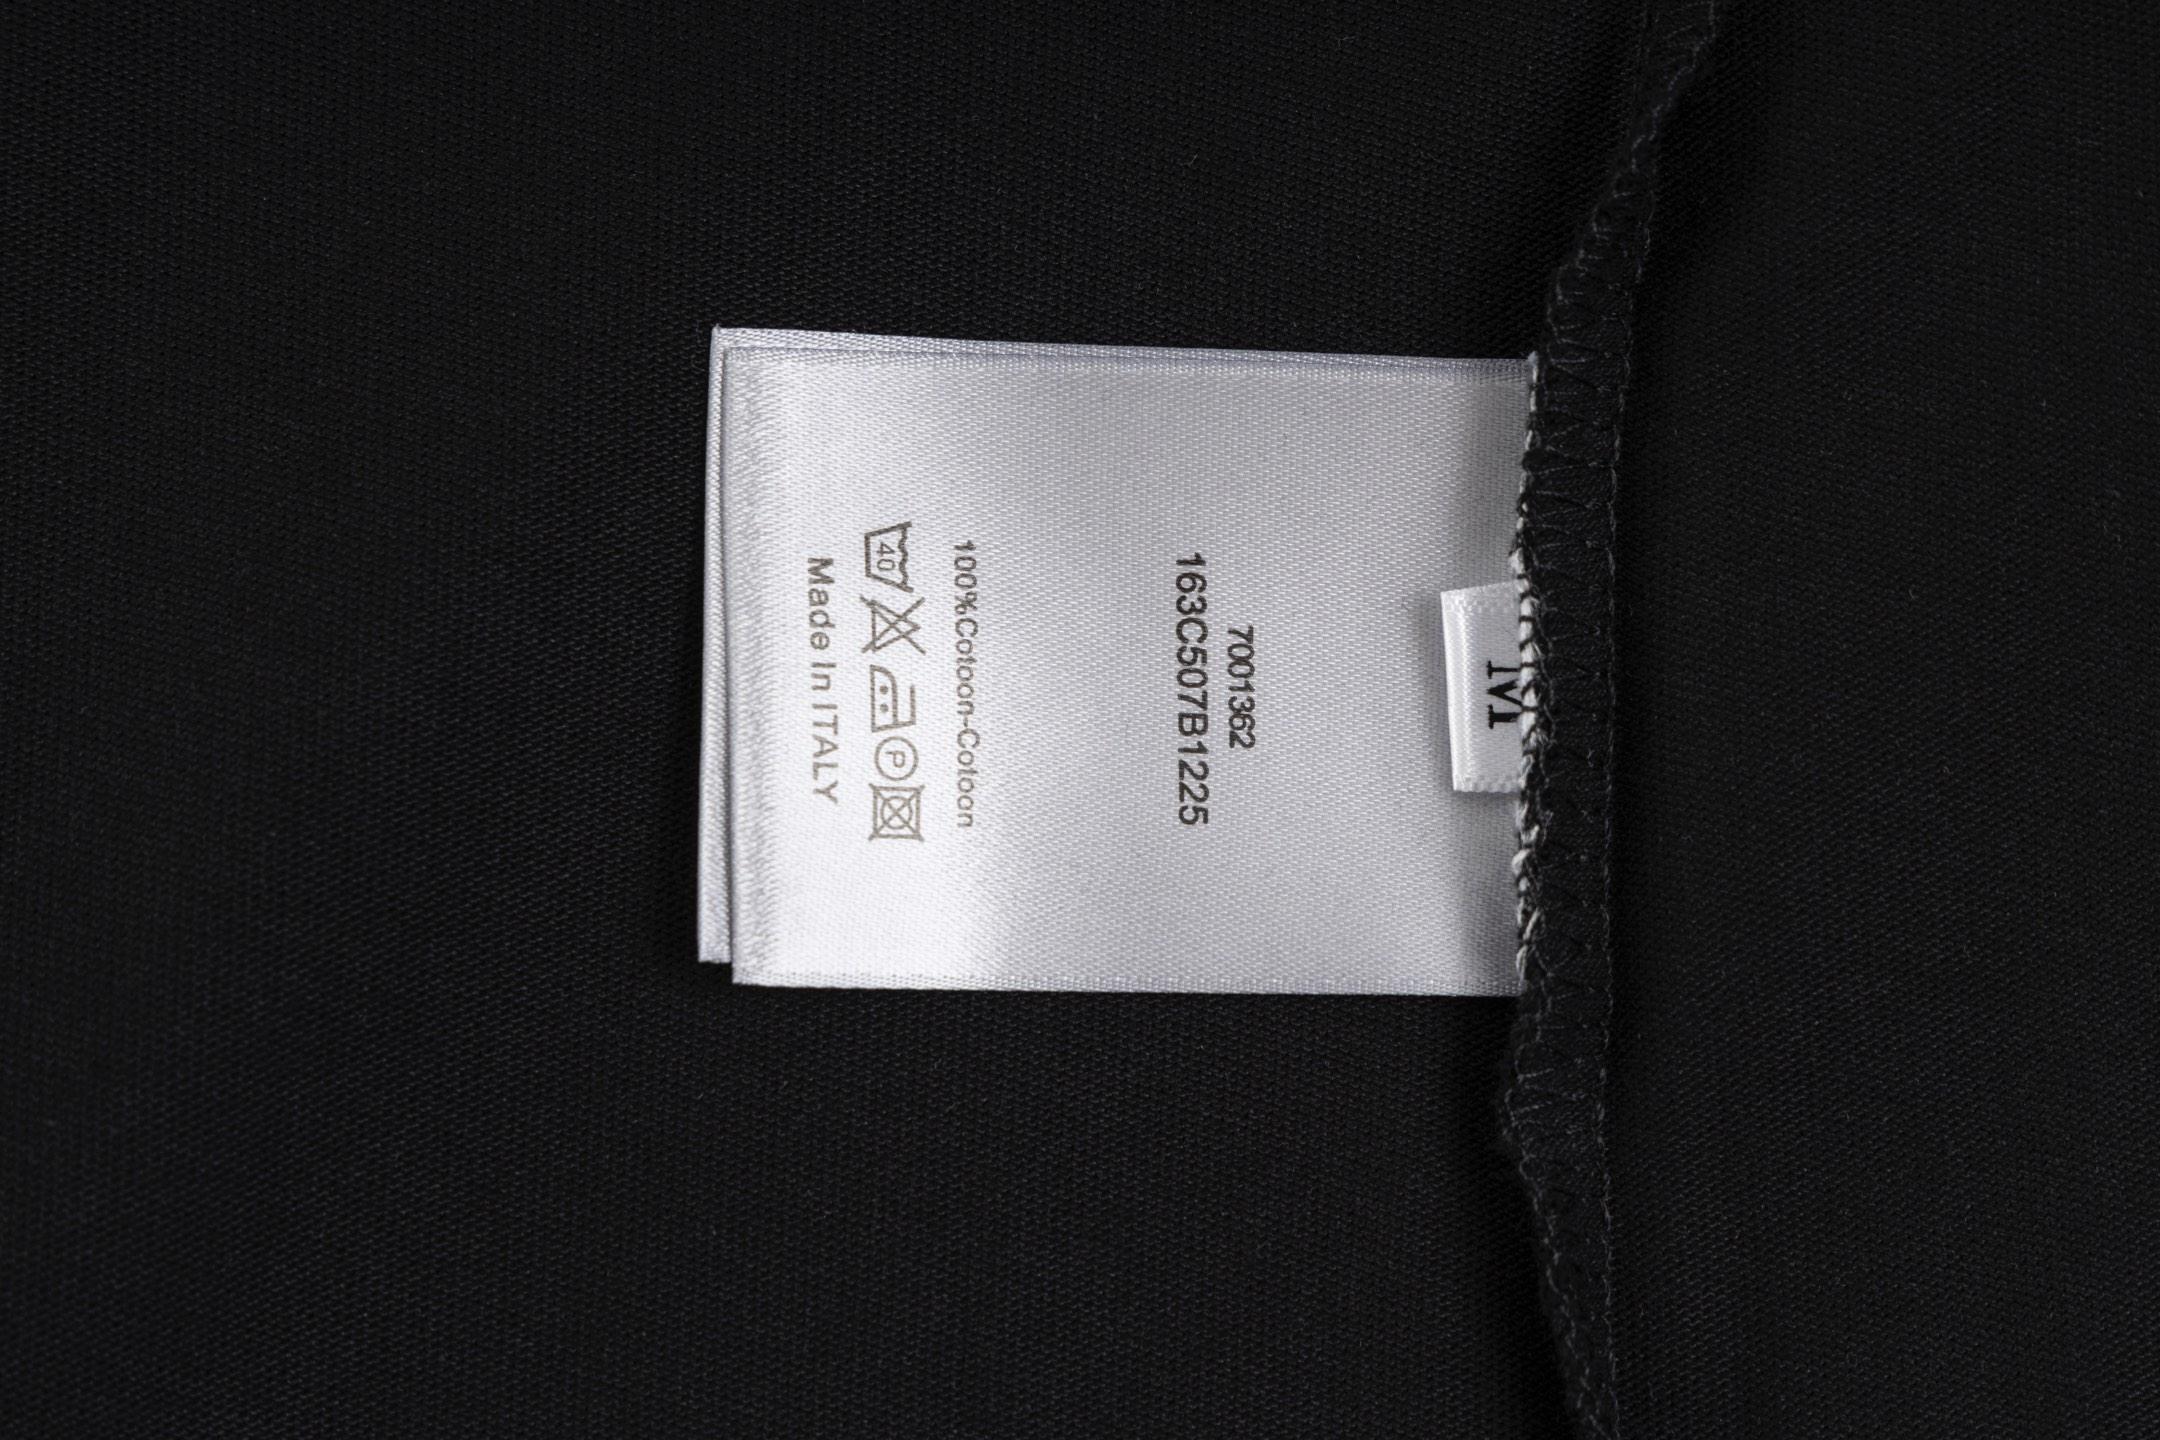 M
7001362
163C507B1225
100%Cotoon-Cotoon
40
P
Made In ITALY